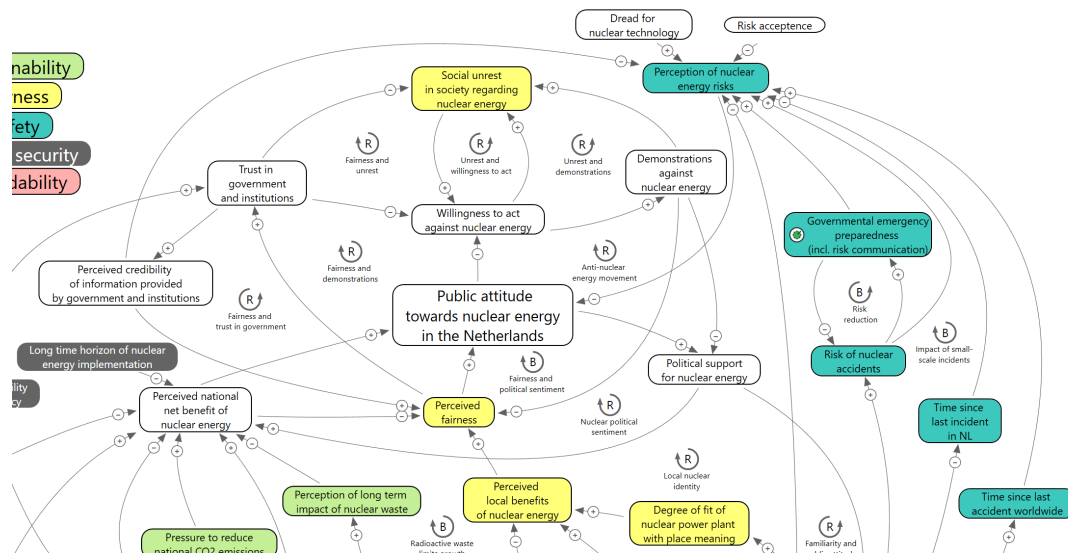 Dread for
nuclear technology
Risk acceptence
nability
rness
fety
security
dability
Social unrest
in society regarding
nuclear energy
Perception of nuclear
energy risks
R
Fairness and
unrest
R
Unrest and
willingness to act
R
Unrest and
demonstrations
Trust in
government
and institutions
Demonstrations
against
nuclear energy
Willingness to act
against nuclear energy
Governmental emergency
preparedness
(incl. risk communication)
Perceived credibility
of information provided
by government and institutions
R
Fairness and
demonstrations
R
Anti-nuclear
energy movement
R
Fairness and
trust in government
Public attitude
towards nuclear energy
in the Netherlands
B
Risk
reduction
B
Impact of small-
scale incidents
Long time horizon of nuclear
energy implementation
B
Fairness and
political sentiment
Political support
for nuclear energy
Risk of nuclear
accidents
ility
cy
Perceived national
net benefit of
nuclear energy
Perceived
fairness
R
Nuclear political
sentiment
Time since
last incident
in NL
R
Local nuclear
identity
Perception of long term
impact of nuclear waste
Perceived
local benefits
of nuclear energy
Degree of fit of
nuclear power plant
with place meaning
Time since last
accident worldwide
B
Radioactive waste
R
Familiarity and
Pressure to reduce
national CO2 emissions